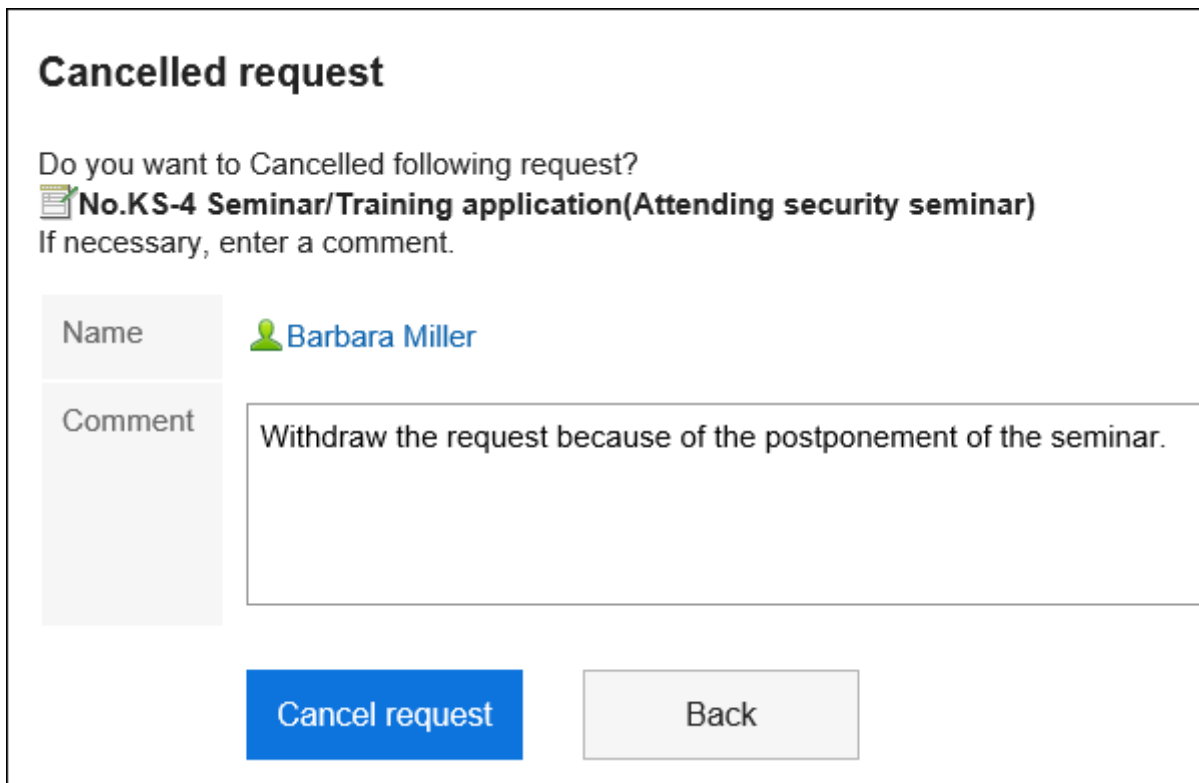 Cancelled request
Do you want to Cancelled following request?
No.KS-4 Seminar/Training application(Attending security seminar)
If necessary, enter a comment.
Name
Barbara Miller
Comment
Withdraw the request because of the postponement of the seminar.
Cancel request
Back